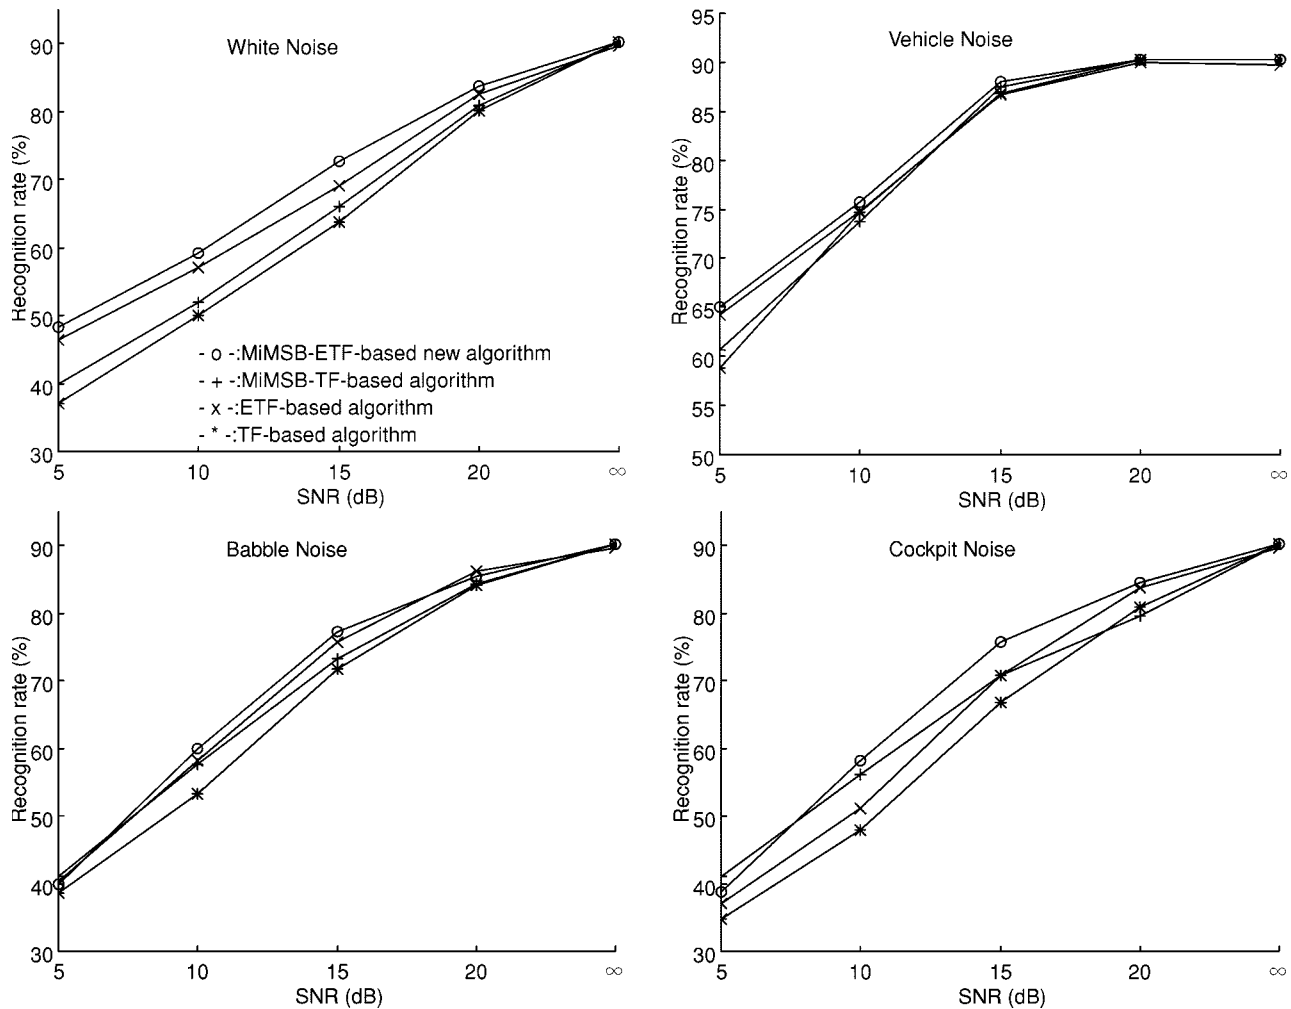 White Noise
Recognition rate (%)
90
80
70
60
50
40
30
- o -:MiMSB-ETF-based new algorithm
- + -:MiMSB-TF-based algorithm
- x -:ETF-based algorithm
- * -:TF-based algorithm
5 10 15 20 ∞
SNR (dB)
Vehicle Noise
Recognition rate (%)
95
90
85
80
75
70
65
60
55
50
5 10 15 20 ∞
SNR (dB)
Babble Noise
Recognition rate (%)
90
80
70
60
50
40
30
5 10 15 20 ∞
SNR (dB)
Cockpit Noise
Recognition rate (%)
90
80
70
60
50
40
30
5 10 15 20 ∞
SNR (dB)